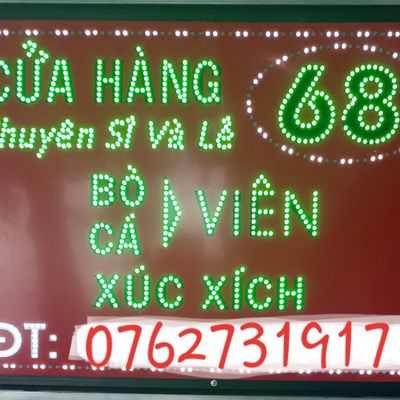 CỬA HÀNG 68
Chuyên Sỉ Và Lẻ
BÒ VIÊN
CÁ
XÚC XÍCH
ĐT: 0762731917